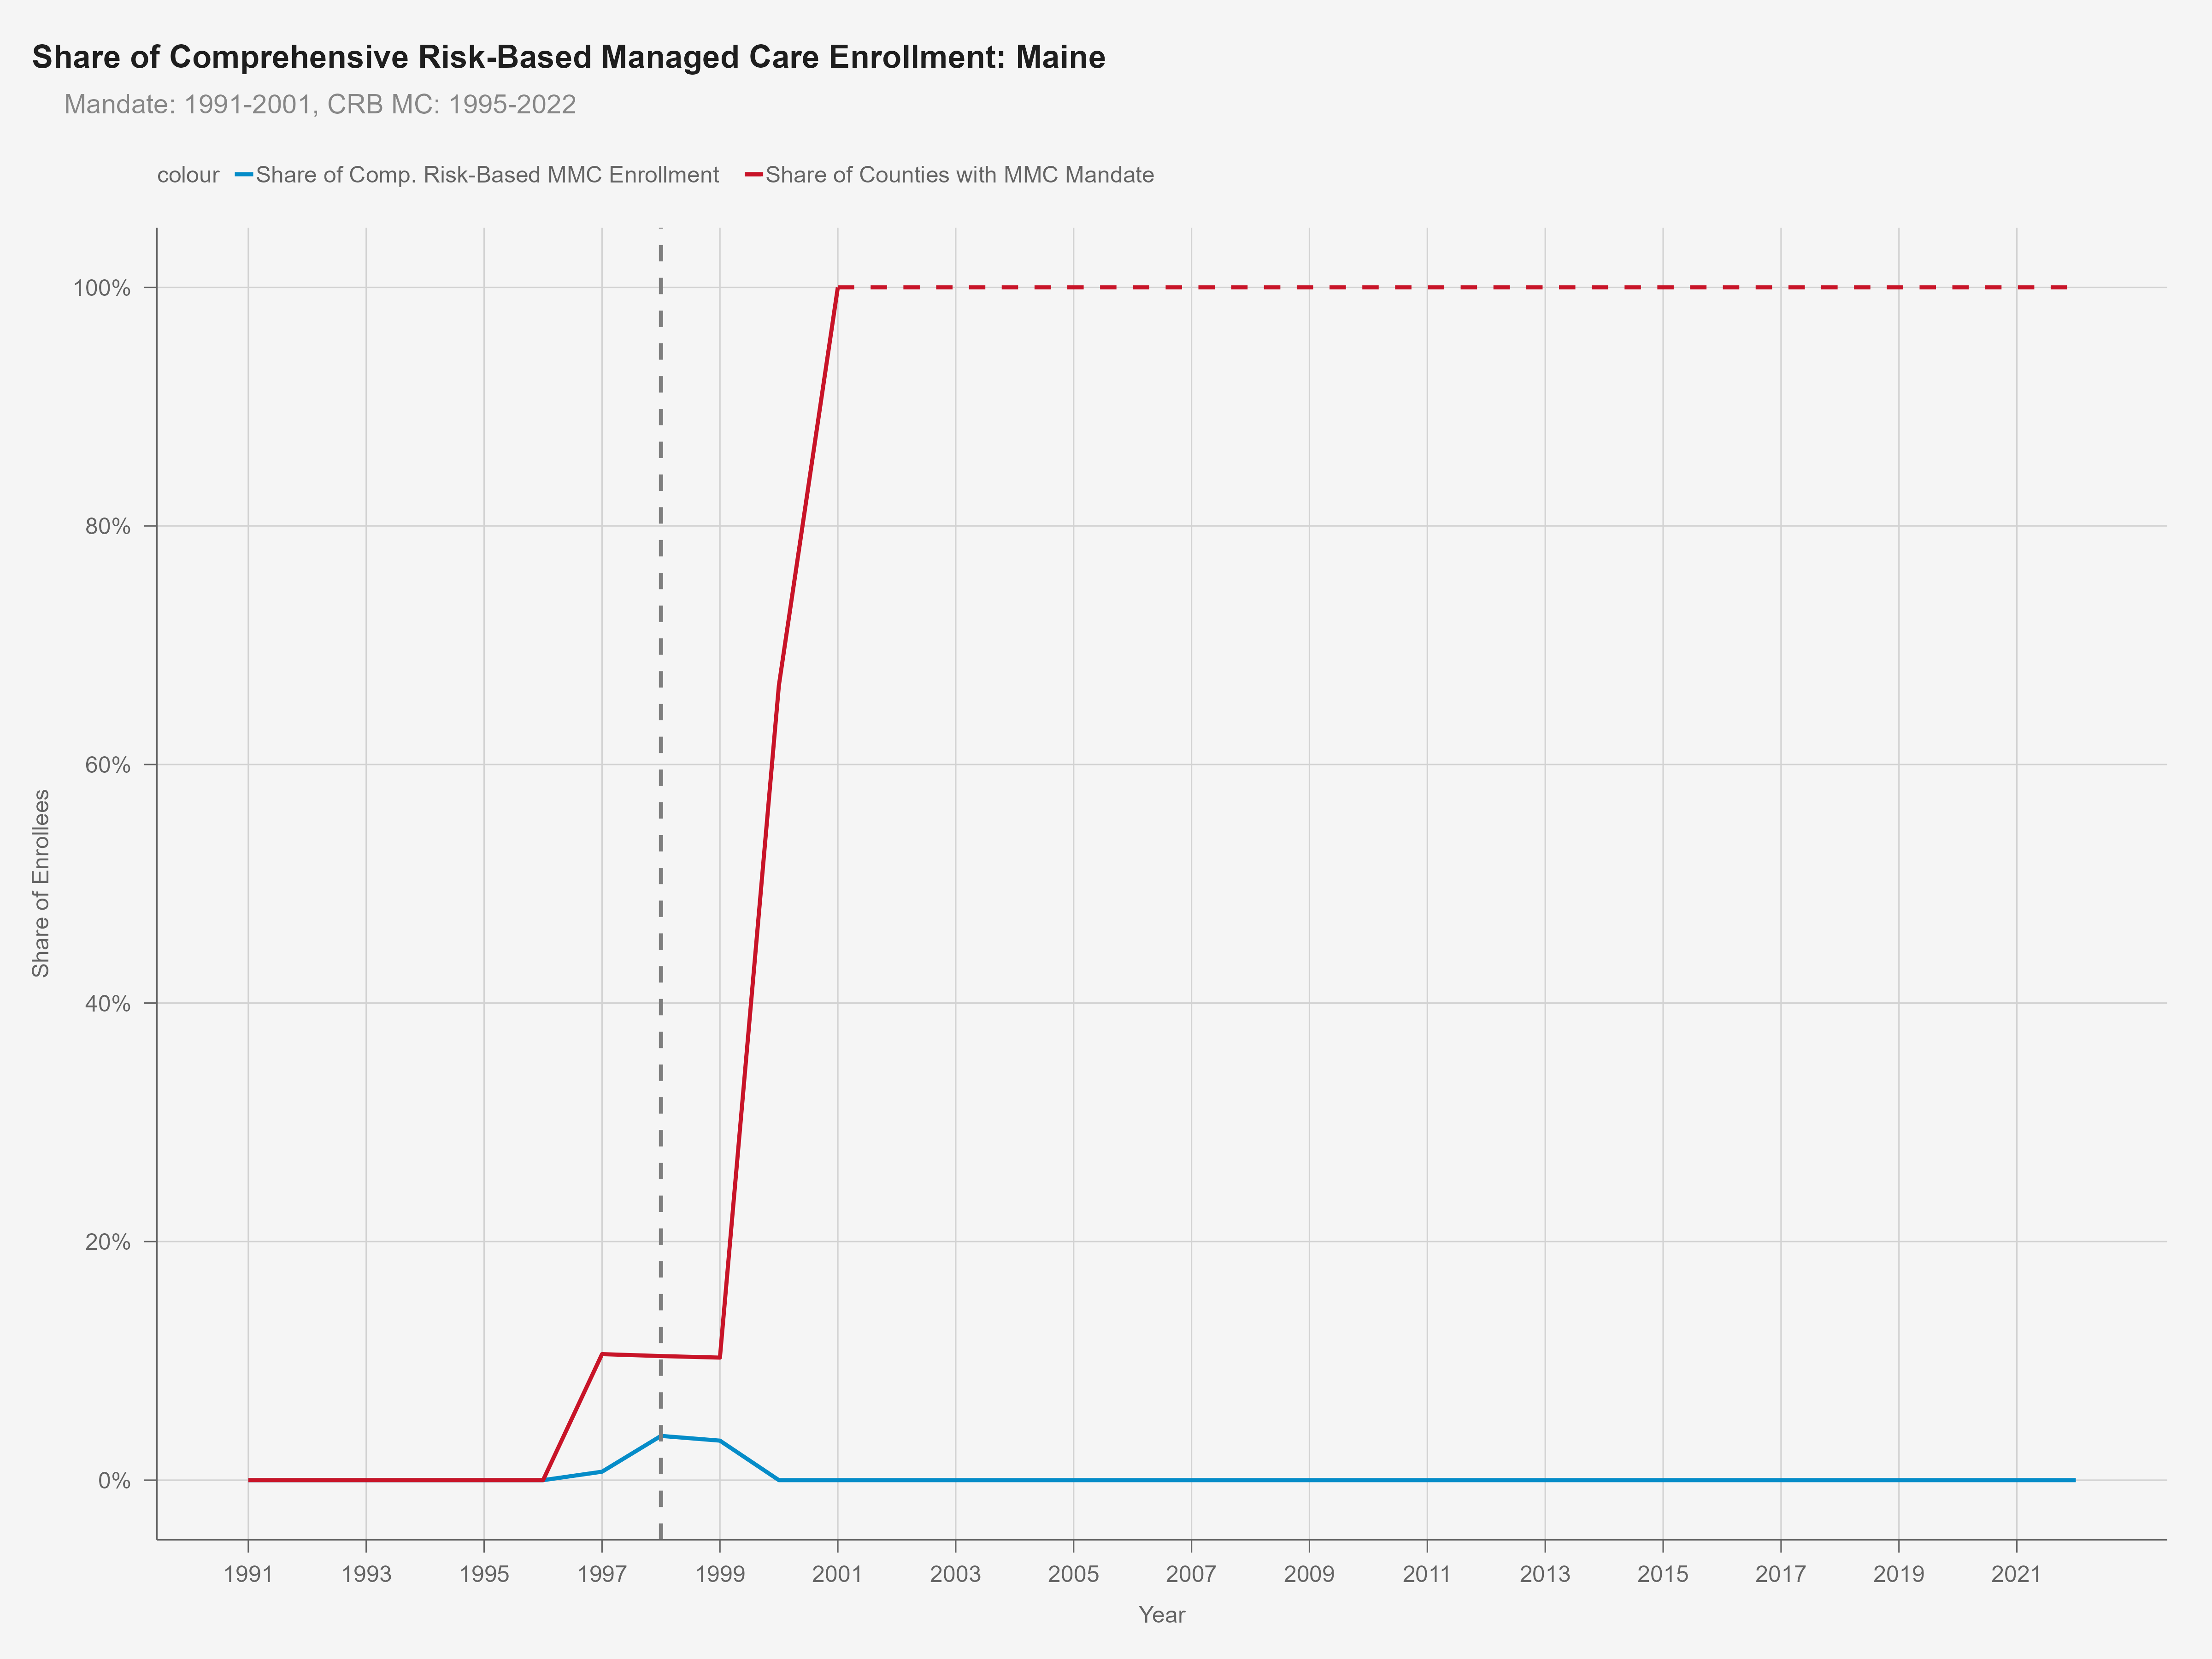 Share of Comprehensive Risk-Based Managed Care Enrollment: Maine
Mandate: 1991-2001, CRB MC: 1995-2022
colour Share of Comp. Risk-Based MMC Enrollment Share of Counties with MMC Mandate
100%
80%
60%
40%
20%
0%
Share of Enrollees
1991 1993 1995 1997 1999 2001 2003 2005 2007 2009 2011 2013 2015 2017 2019 2021
Year